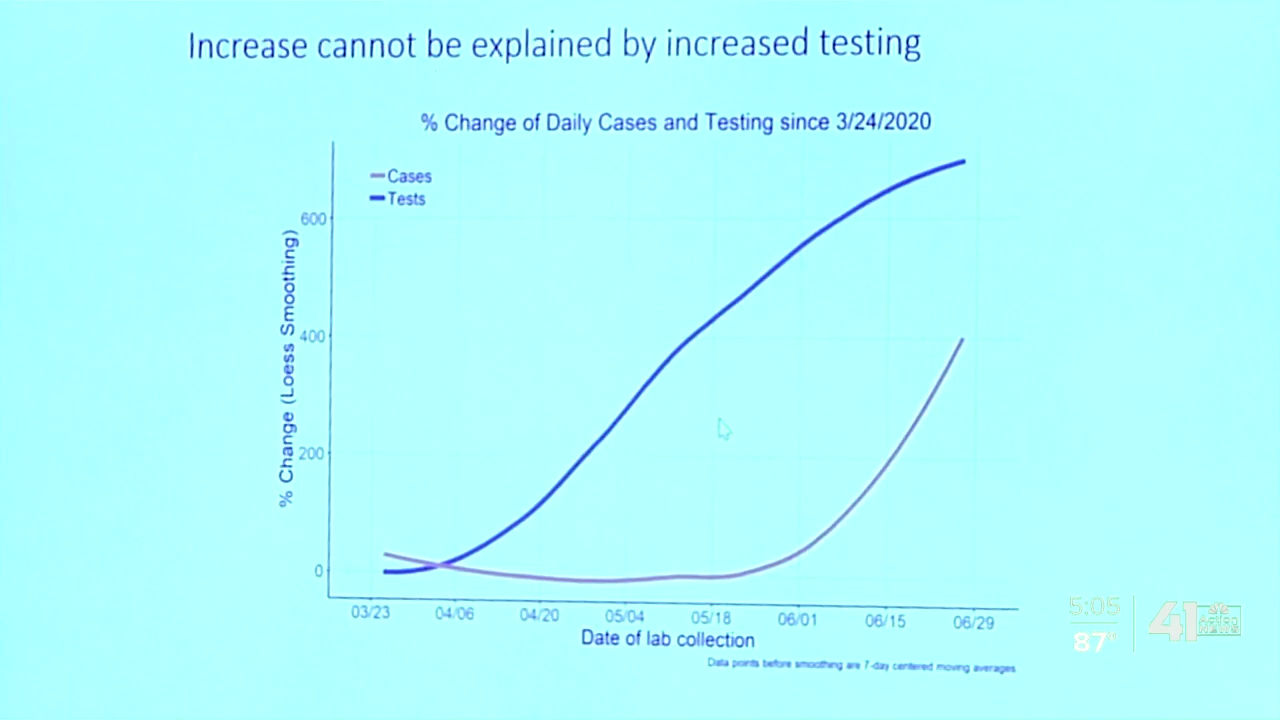 Increase cannot be explained by increased testing
% Change of Daily Cases and Testing since 3/24/2020
Cases
Tests
% Change (Loess Smoothing)
600
400
200
0
03/23 04/06 04/20 05/04 05/18 06/01 06/15 06/29
Date of lab collection
Data points before smoothing are 7-day centered moving averages
5:05
87°
41